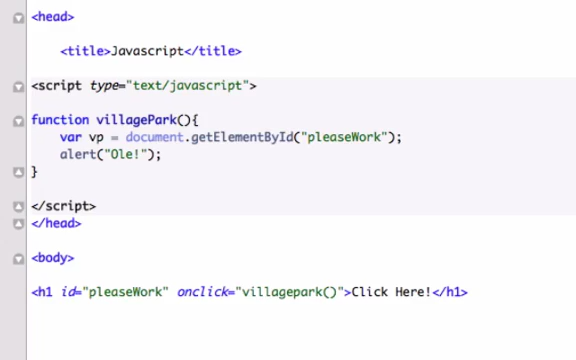 <head>
<title>Javascript</title>
<script type="text/javascript">
function villagePark(){
var vp = document.getElementById("pleaseWork");
alert("Ole!");
}
</script>
</head>
<body>
<h1 id="pleaseWork" onclick="villagepark()">Click Here!</h1>